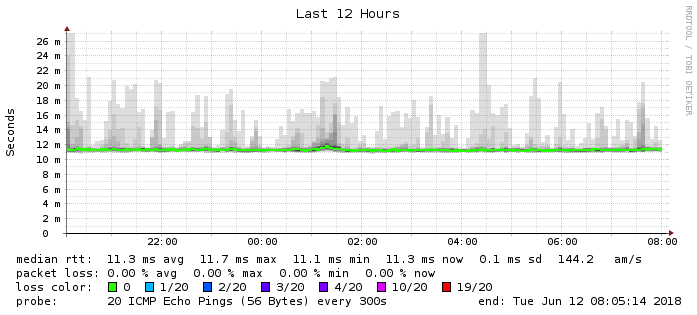 Last 12 Hours
RRDTOOL / TOBI OETIKER
Seconds
26 m
24 m
22 m
20 m
18 m
16 m
14 m
12 m
10 m
8 m
6 m
4 m
2 m
0
22:00 00:00 02:00 04:00 06:00 08:00
median rtt: 11.3 ms avg 11.7 ms max 11.1 ms min 11.3 ms now 0.1 ms sd 144.2 am/s
packet loss: 0.00 % avg 0.00 % max 0.00 % min 0.00 % now
loss color: 0 1/20 2/20 3/20 4/20 10/20 19/20
probe: 20 ICMP Echo Pings (56 Bytes) every 300s end: Tue Jun 12 08:05:14 2018